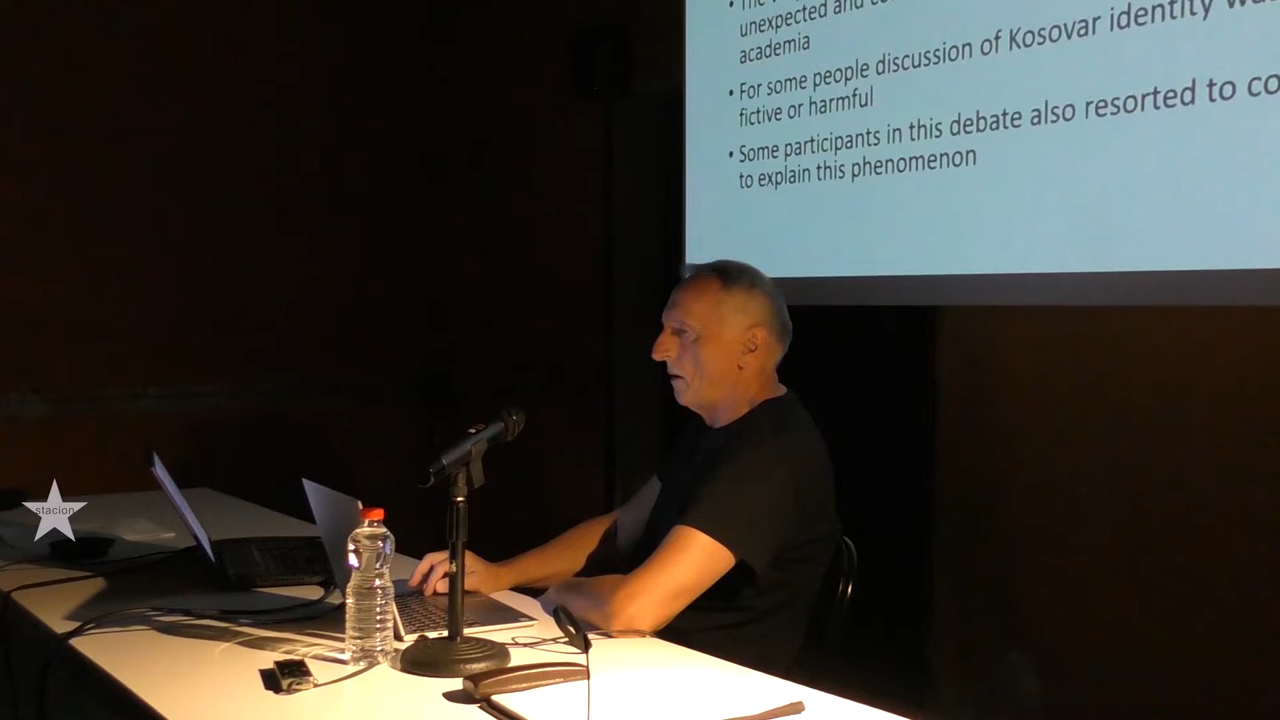 • The
unexpected and
academia
• For some people discussion of Kosovar identity
fictive or harmful
• Some participants in this debate also resorted to
to explain this phenomenon
stacion